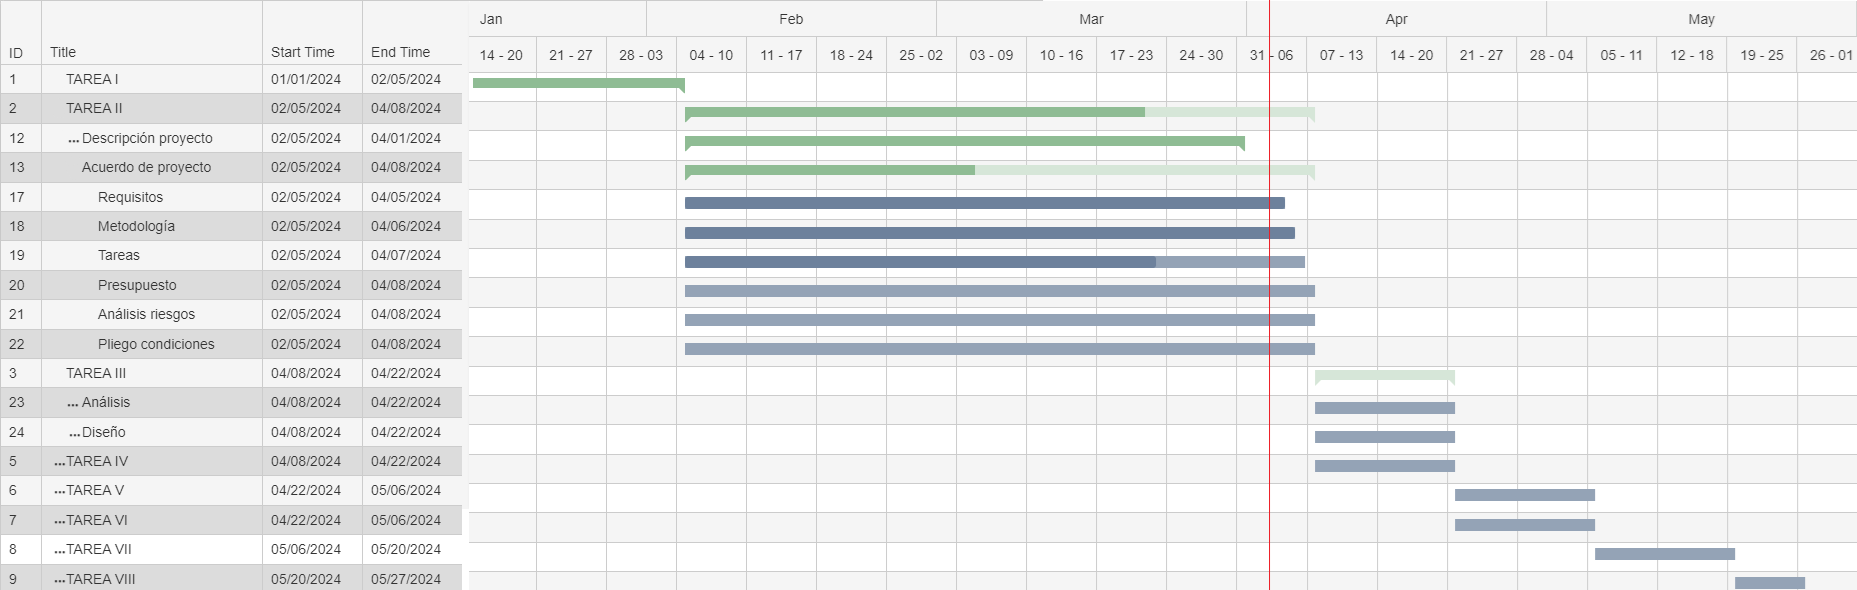 Jan Feb Mar Apr May
ID Title Start Time End Time 14 - 20 21 - 27 28 - 03 04 - 10 11 - 17 18 - 24 25 - 02 03 - 09 10 - 16 17 - 23 24 - 30 31 - 06 07 - 13 14 - 20 21 - 27 28 - 04 05 - 11 12 - 18 19 - 25 26 - 01
1 TAREA I 01/01/2024 02/05/2024
2 TAREA II 02/05/2024 04/08/2024
12 ... Descripción proyecto 02/05/2024 04/01/2024
13 Acuerdo de proyecto 02/05/2024 04/08/2024
17 Requisitos 02/05/2024 04/05/2024
18 Metodología 02/05/2024 04/06/2024
19 Tareas 02/05/2024 04/07/2024
20 Presupuesto 02/05/2024 04/08/2024
21 Análisis riesgos 02/05/2024 04/08/2024
22 Pliego condiciones 02/05/2024 04/08/2024
3 TAREA III 04/08/2024 04/22/2024
23 ... Análisis 04/08/2024 04/22/2024
24 ...Diseño 04/08/2024 04/22/2024
5 ...TAREA IV 04/08/2024 04/22/2024
6 ...TAREA V 04/22/2024 05/06/2024
7 ...TAREA VI 04/22/2024 05/06/2024
8 ...TAREA VII 05/06/2024 05/20/2024
9 ...TAREA VIII 05/20/2024 05/27/2024